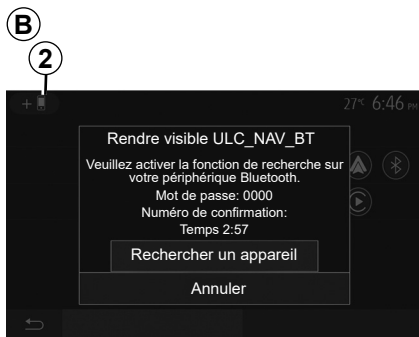 B
2
+
27°C 6:46 PM
Rendre visible ULC_NAV_BT
Veuillez activer la fonction de recherche sur
votre périphérique Bluetooth.
Mot de passe: 0000
Numéro de confirmation:
Temps 2:57
Rechercher un appareil
Annuler